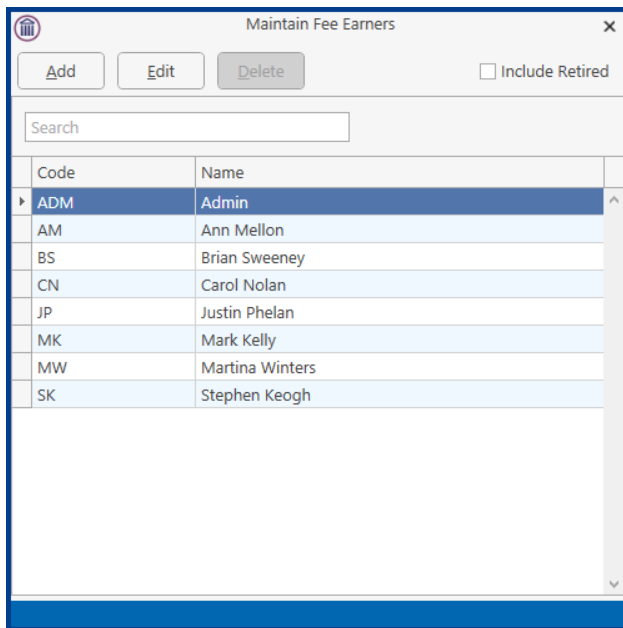 Maintain Fee Earners
Add Edit Delete Include Retired
Search
Code Name
ADM Admin
AM Ann Mellon
BS Brian Sweeney
CN Carol Nolan
JP Justin Phelan
MK Mark Kelly
MW Martina Winters
SK Stephen Keogh